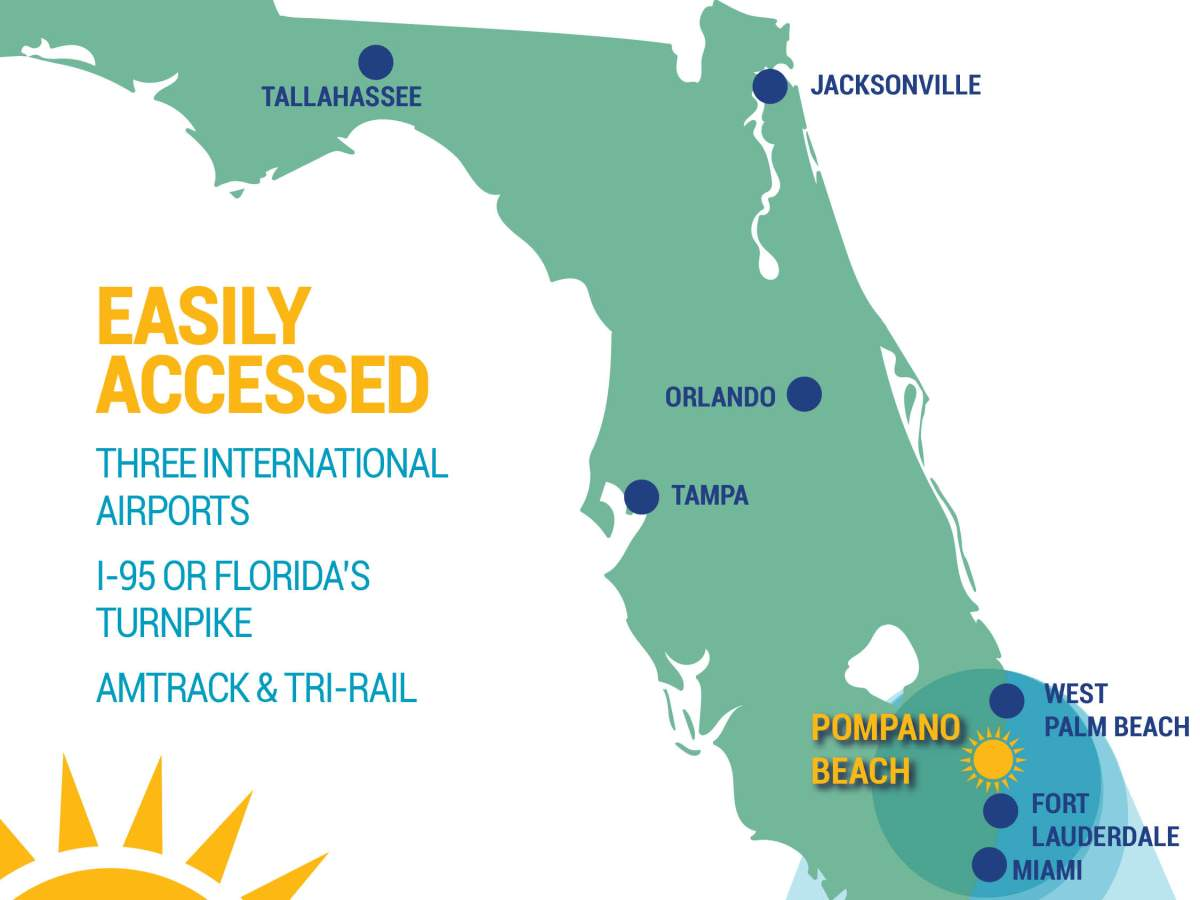 TALLAHASSEE
JACKSONVILLE
EASILY
ACCESSED
THREE INTERNATIONAL
AIRPORTS
I-95 OR FLORIDA'S
TURNPIKE
AMTRACK & TRI-RAIL
ORLANDO
TAMPA
WEST
PALM BEACH
POMPANO
BEACH
FORT
LAUDERDALE
MIAMI